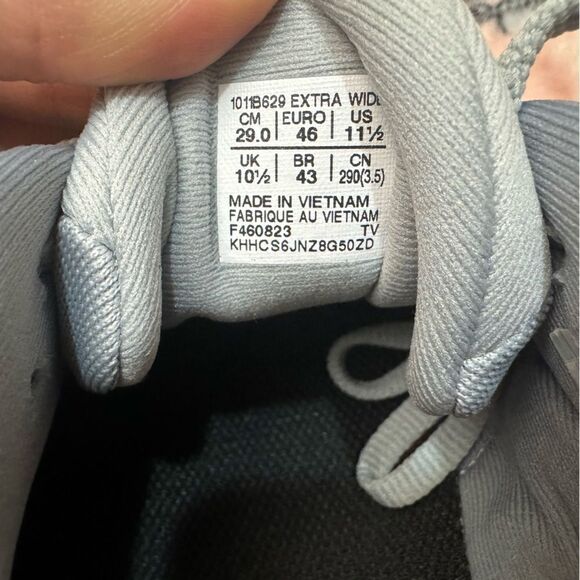 1011B629 EXTRA WIDE
CM | EURO | US
29.0 | 46 | 11½
UK | BR | CN
10½ | 43 | 290(3.5)
MADE IN VIETNAM
FABRIQUE AU VIETNAM
F460823 TV
KHHCS6JNZ8G50ZD